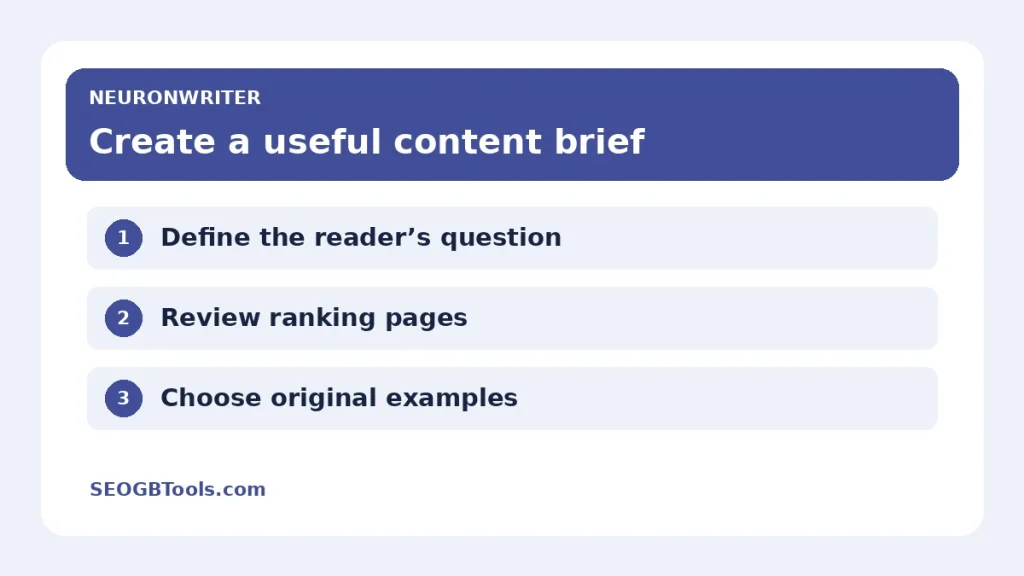 NEURONWRITER
Create a useful content brief
1 Define the reader’s question
2 Review ranking pages
3 Choose original examples
SEOGBTools.com